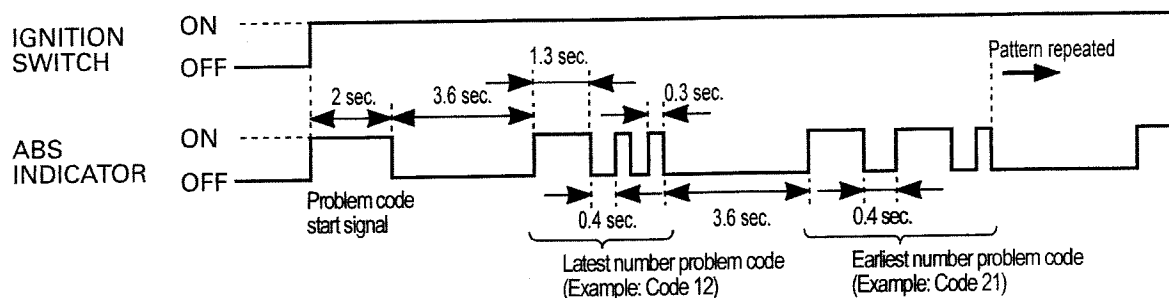 IGNITION
SWITCH
ON
OFF
1.3 sec.
Pattern repeated
2 sec.
3.6 sec.
0.3 sec.
ABS
INDICATOR
ON
OFF
Problem code
start signal
0.4 sec.
3.6 sec.
0.4 sec.
Latest number problem code
(Example: Code 12)
Earliest number problem code
(Example: Code 21)